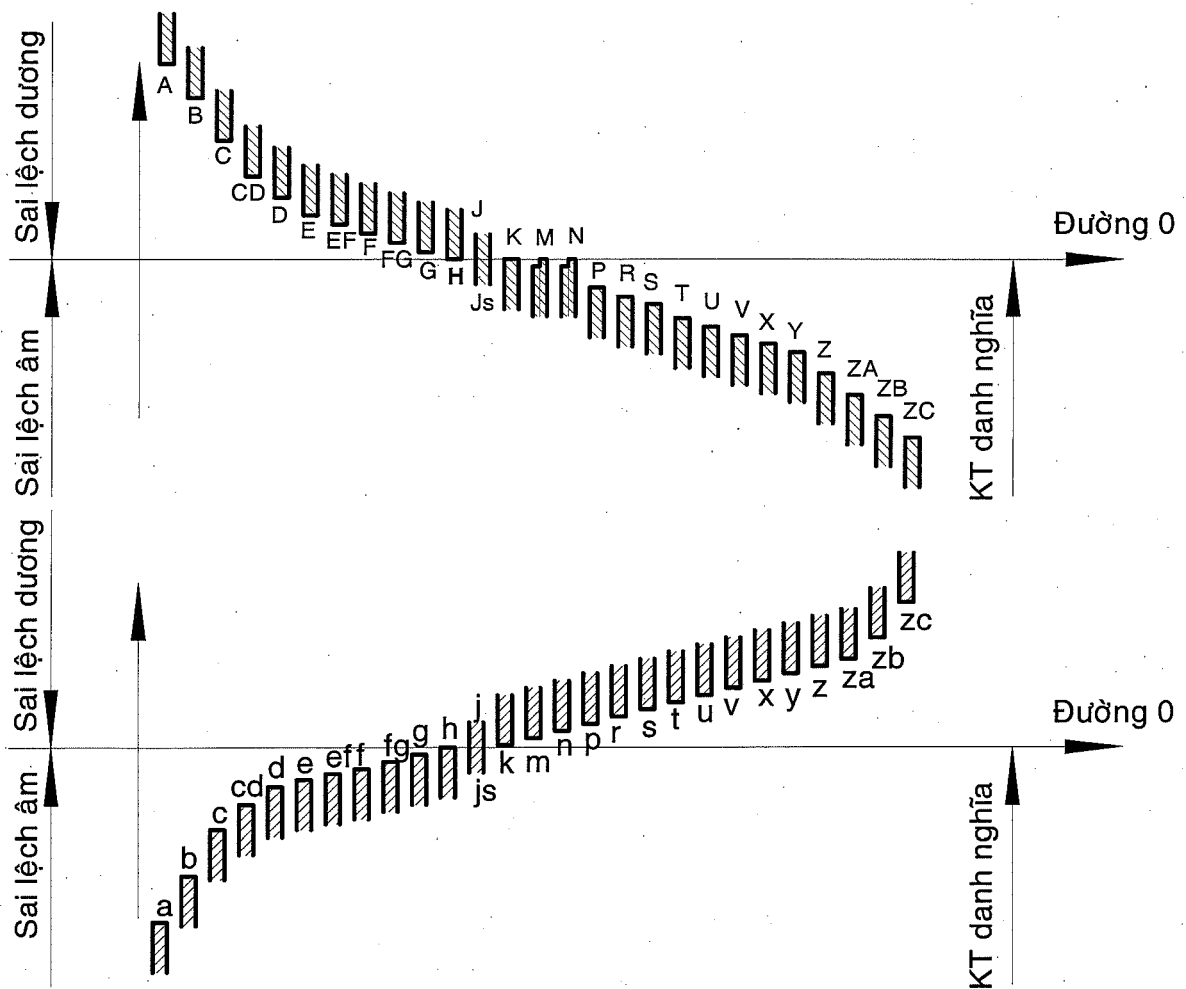 Sai lệch dương
Sai lệch âm
A
B
C
CD
D
E
EF
F
FG
G
H
J
Js
K
M
N
P
R
S
T
U
V
X
Y
Z
ZA
ZB
ZC
Đường 0
KT danh nghĩa
Sai lệch dương
Sai lệch âm
a
b
c
cd
d
e
ef
f
fg
g
h
j
js
k
m
n
p
r
s
t
u
v
x
y
z
za
zb
zc
Đường 0
KT danh nghĩa